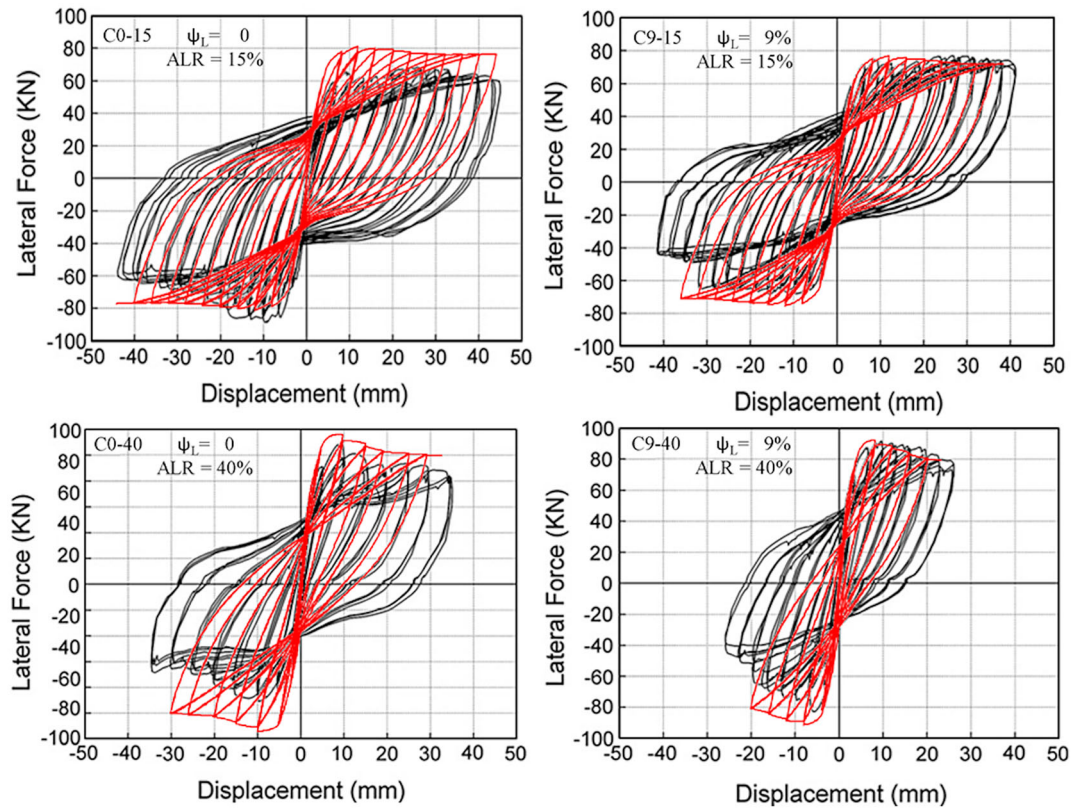 C0-15 ψL= 0
ALR = 15%
100
80
60
40
20
0
-20
-40
-60
-80
-100
Lateral Force (KN)
-50 -40 -30 -20 -10 0 10 20 30 40 50
Displacement (mm)
C9-15 ψL= 9%
ALR = 15%
100
80
60
40
20
0
-20
-40
-60
-80
-100
Lateral Force (KN)
-50 -40 -30 -20 -10 0 10 20 30 40 50
Displacement (mm)
C0-40 ψL= 0
ALR = 40%
100
80
60
40
20
0
-20
-40
-60
-80
-100
Lateral Force (KN)
-50 -40 -30 -20 -10 0 10 20 30 40 50
Displacement (mm)
C9-40 ψL= 9%
ALR = 40%
100
80
60
40
20
0
-20
-40
-60
-80
-100
Lateral Force (KN)
-50 -40 -30 -20 -10 0 10 20 30 40 50
Displacement (mm)